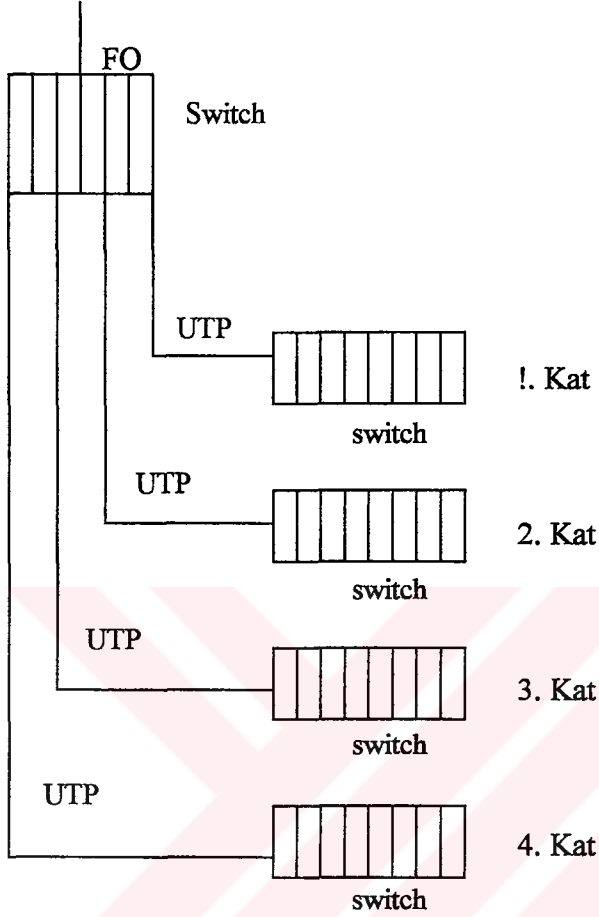 FO
Switch
UTP
!. Kat
switch
UTP
2. Kat
switch
UTP
3. Kat
switch
UTP
4. Kat
switch